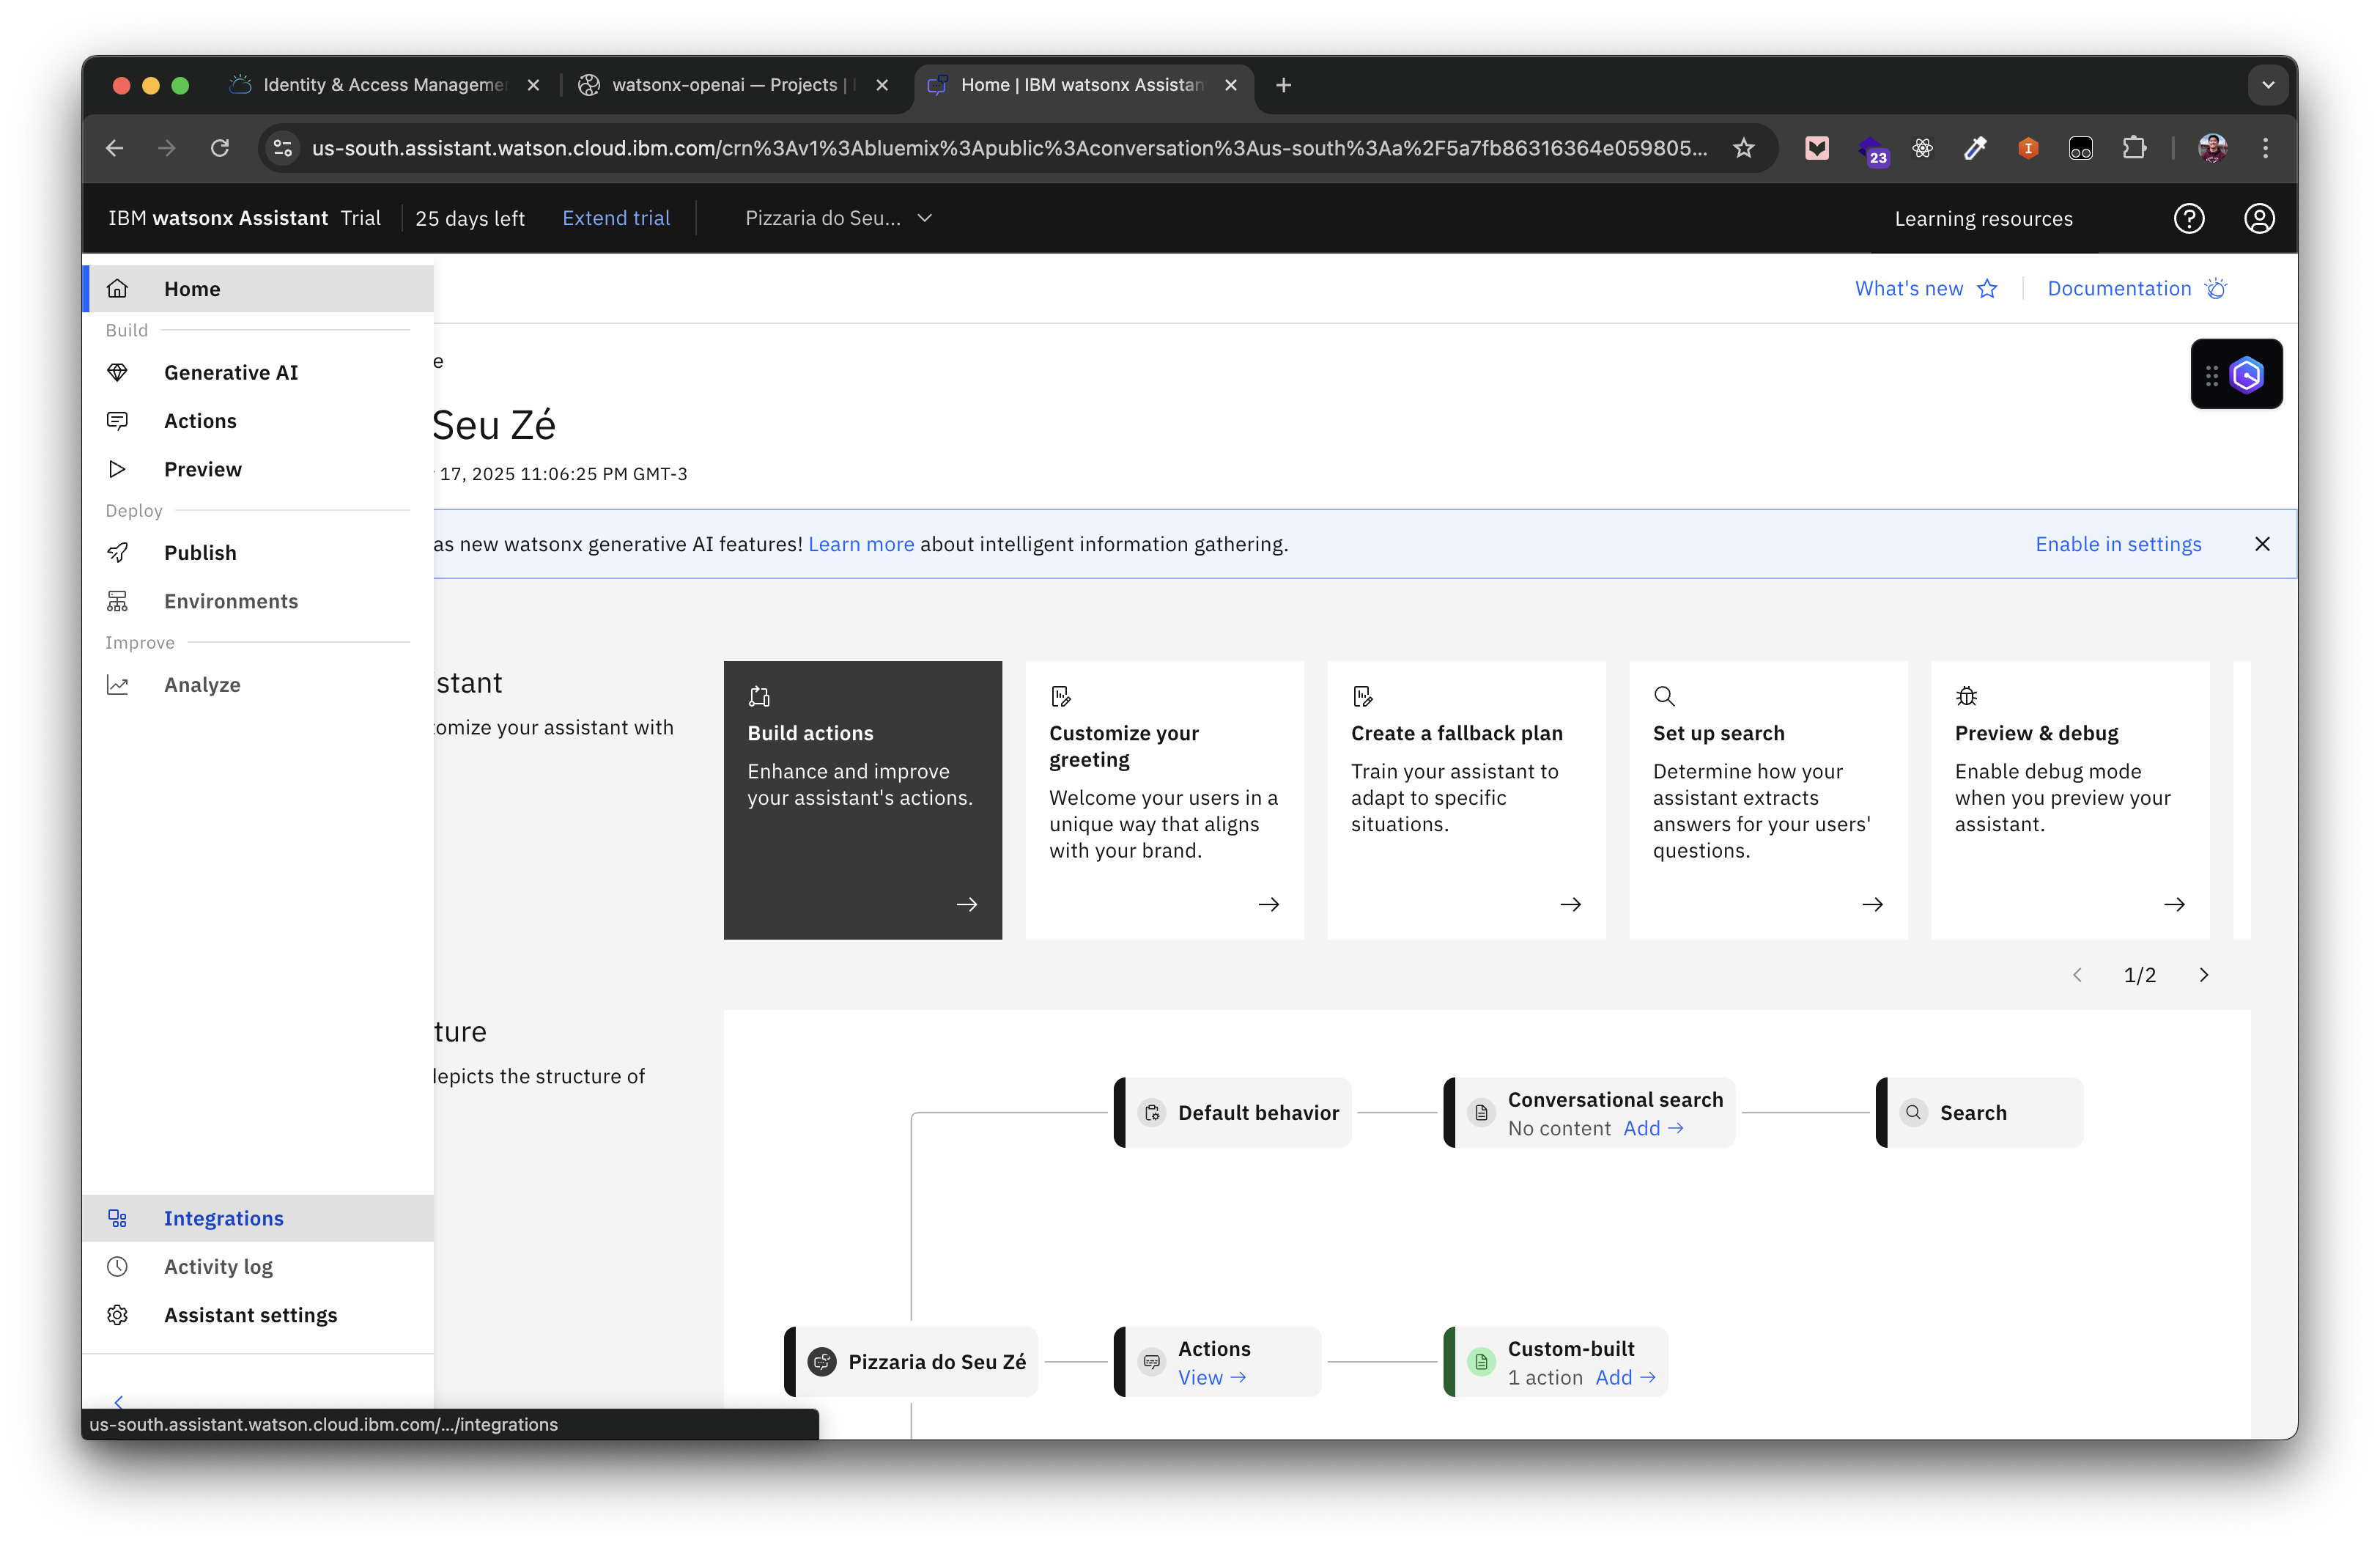 Identity & Access Managemen
watsonx-openai — Projects |
Home | IBM watsonx Assistan
us-south.assistant.watson.cloud.ibm.com/crn%3Av1%3Abluemix%3Apublic%3Aconversation%3Aus-south%3Aa%2F5a7fb86316364e059805...
23
IBM watsonx Assistant Trial
25 days left
Extend trial
Pizzaria do Seu...
Learning resources
Home
What's new
Documentation
Build
Generative AI
Actions
Preview
Deploy
Publish
Environments
Improve
Analyze
e
Seu Zé
17, 2025 11:06:25 PM GMT-3
as new watsonx generative AI features! Learn more about intelligent information gathering.
Enable in settings
stant
tomize your assistant with
Build actions
Enhance and improve
your assistant's actions.
Customize your
greeting
Welcome your users in a
unique way that aligns
with your brand.
Create a fallback plan
Train your assistant to
adapt to specific
situations.
Set up search
Determine how your
assistant extracts
answers for your users'
questions.
Preview & debug
Enable debug mode
when you preview your
assistant.
1/2
ture
depicts the structure of
Default behavior
Conversational search
No content Add
Search
Pizzaria do Seu Zé
Actions
View
Custom-built
1 action Add
Integrations
Activity log
Assistant settings
us-south.assistant.watson.cloud.ibm.com/.../integrations